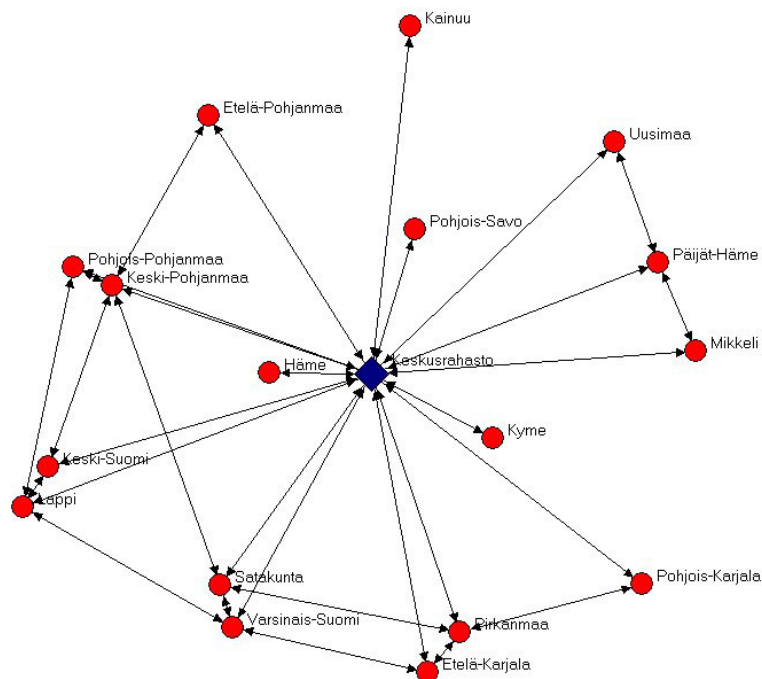 Kainuu
Etelä-Pohjanmaa
Uusimaa
Pohjois-Savo
Päijät-Häme
Pohjois-Pohjanmaa
Keski-Pohjanmaa
Mikkeli
Keskusrahasto
Häme
Kyme
Keski-Suomi
Lappi
Satakunta
Pohjois-Karjala
Varsinais-Suomi
Pirkanmaa
Etelä-Karjala